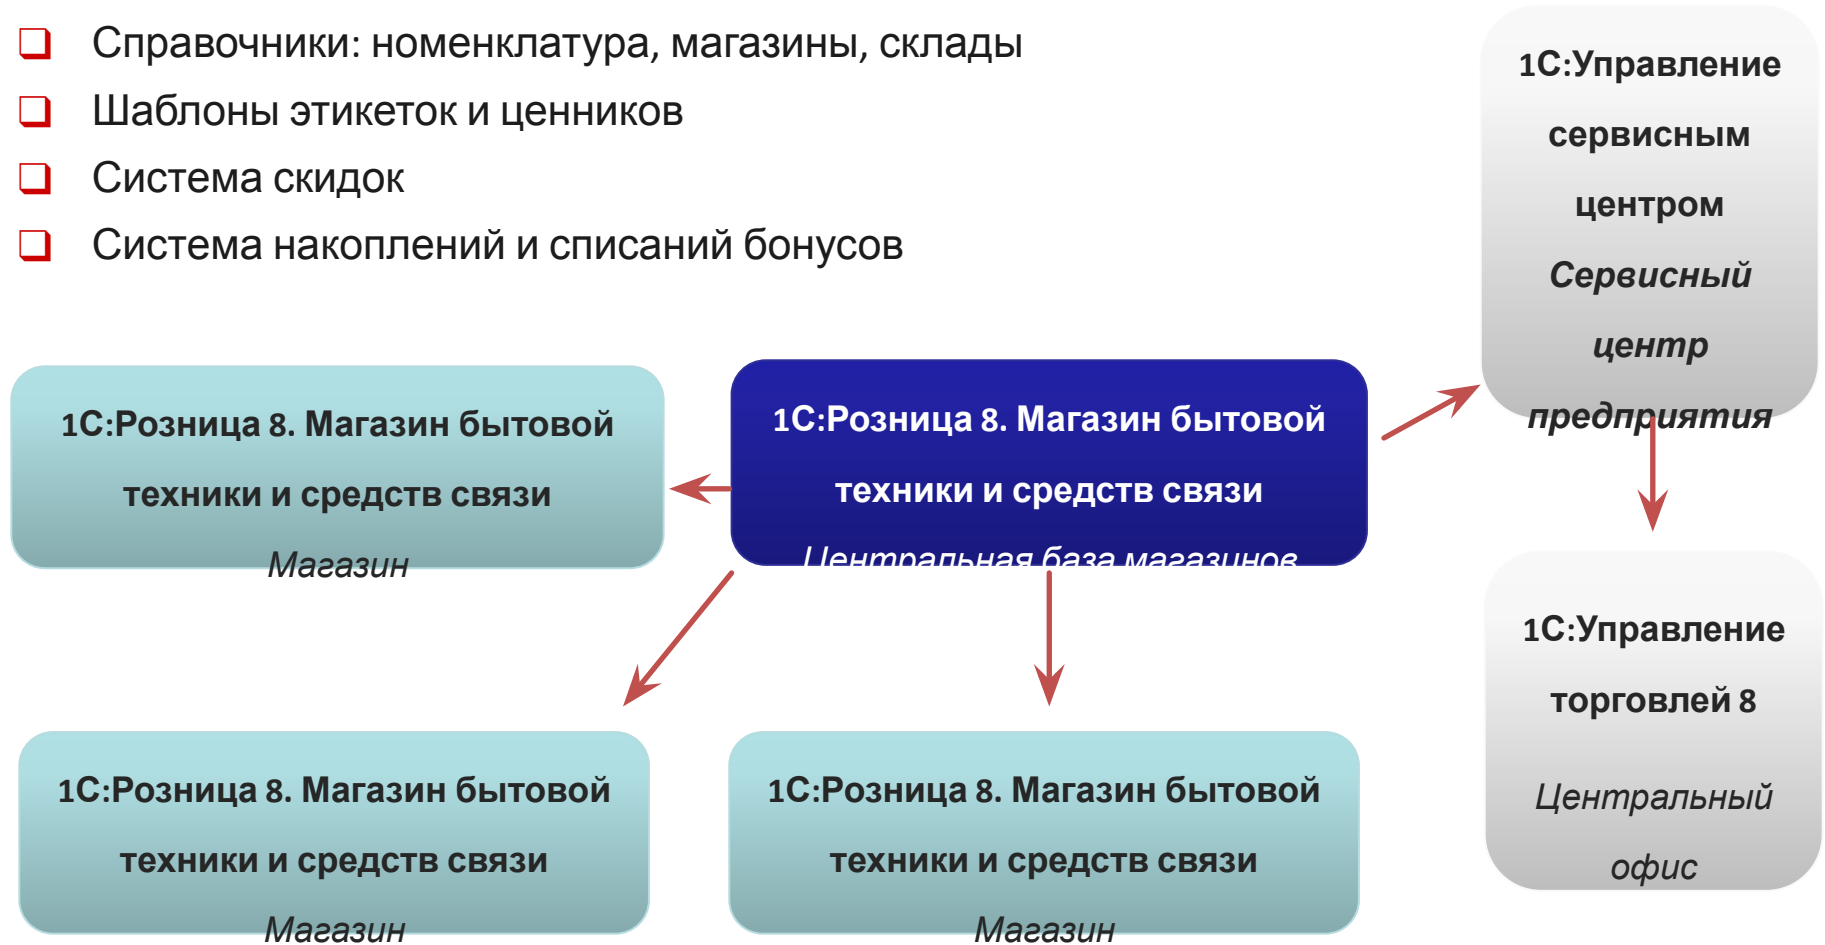 Справочники: номенклатура, магазины, склады
Шаблоны этикеток и ценников
Система скидок
Система накоплений и списаний бонусов
1С:Управление
сервисным
центром
Сервисный
центр
предприятия
1С:Розница 8. Магазин бытовой
техники и средств связи
Магазин
1С:Розница 8. Магазин бытовой
техники и средств связи
Центральная база магазинов
1С:Управление
торговлей 8
Центральный
офис
1С:Розница 8. Магазин бытовой
техники и средств связи
Магазин
1С:Розница 8. Магазин бытовой
техники и средств связи
Магазин